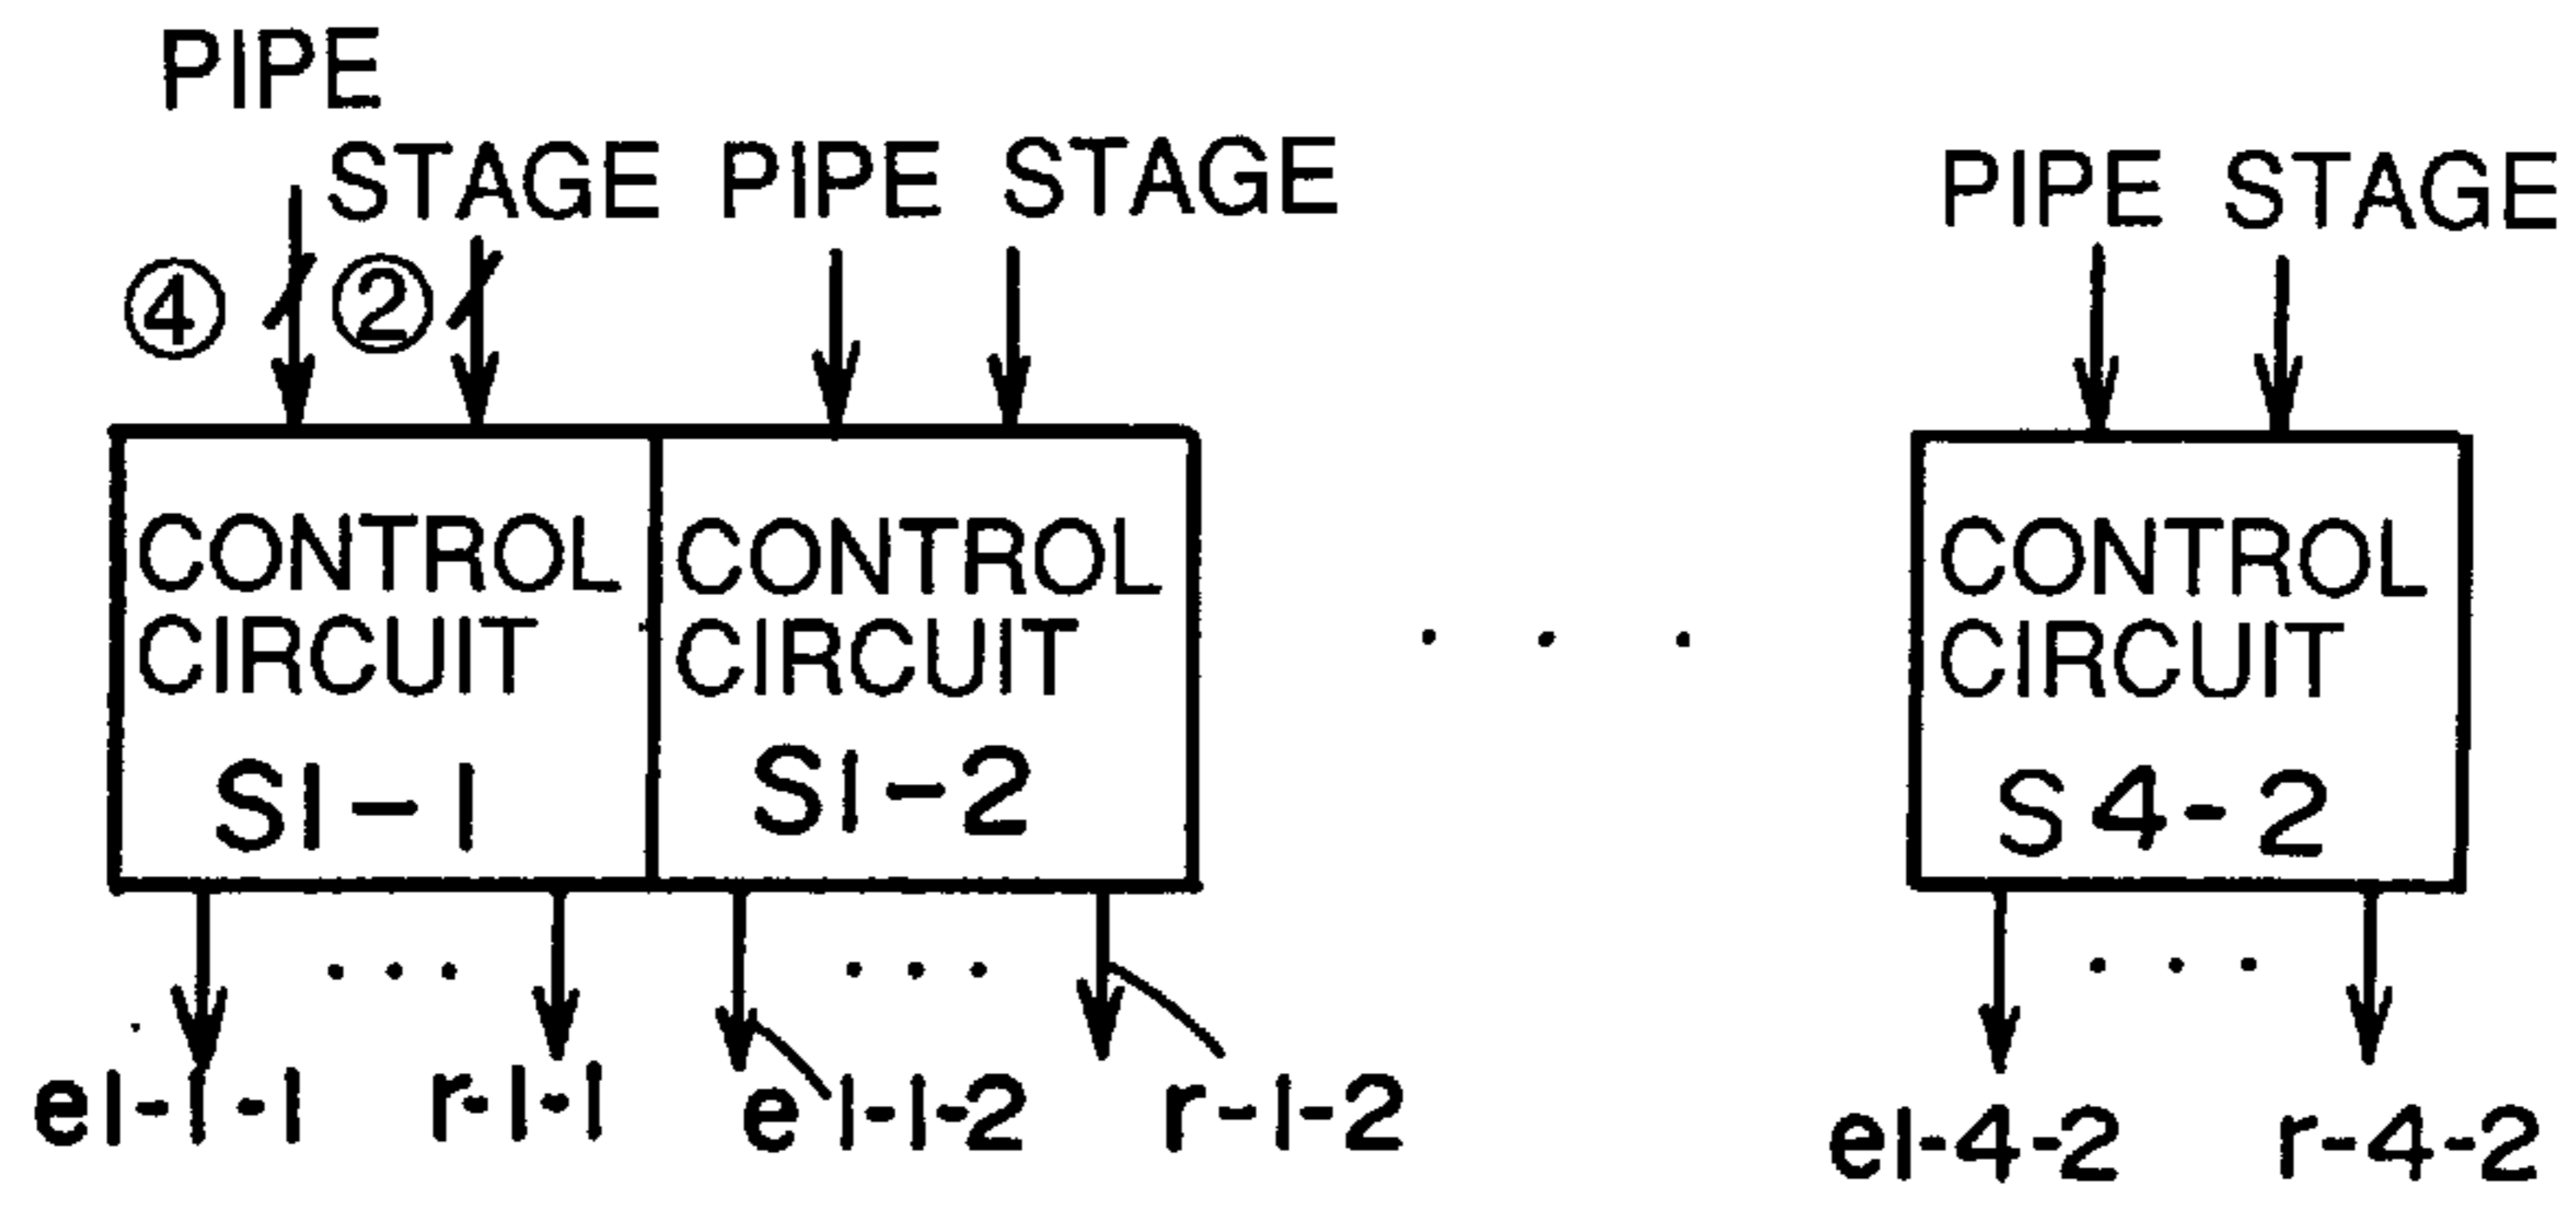 PIPE
STAGE PIPE STAGE
PIPE STAGE
④ ②
CONTROL
CIRCUIT
S1-1
CONTROL
CIRCUIT
S1-2
. . .
CONTROL
CIRCUIT
S4-2
. . .
. . .
. . .
e1-1-1
r-1-1
e1-1-2
r-1-2
e1-4-2
r-4-2